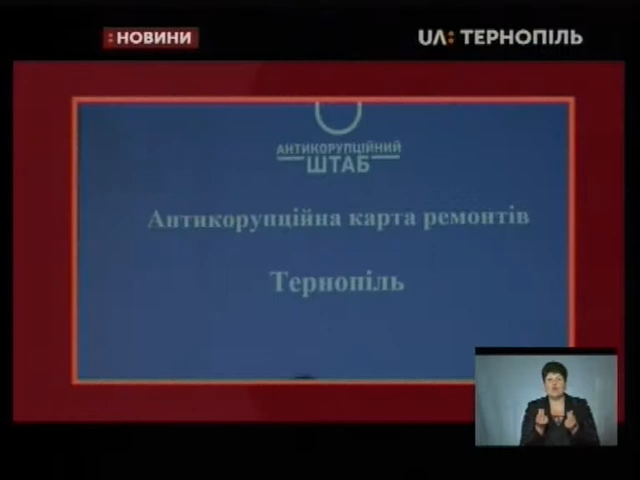 :НОВИНИ
UA: ТЕРНОПІЛЬ
АНТИКОРУПЦІЙНИЙ
ШТАБ
Антикорупційна карта ремонтів
Тернопіль